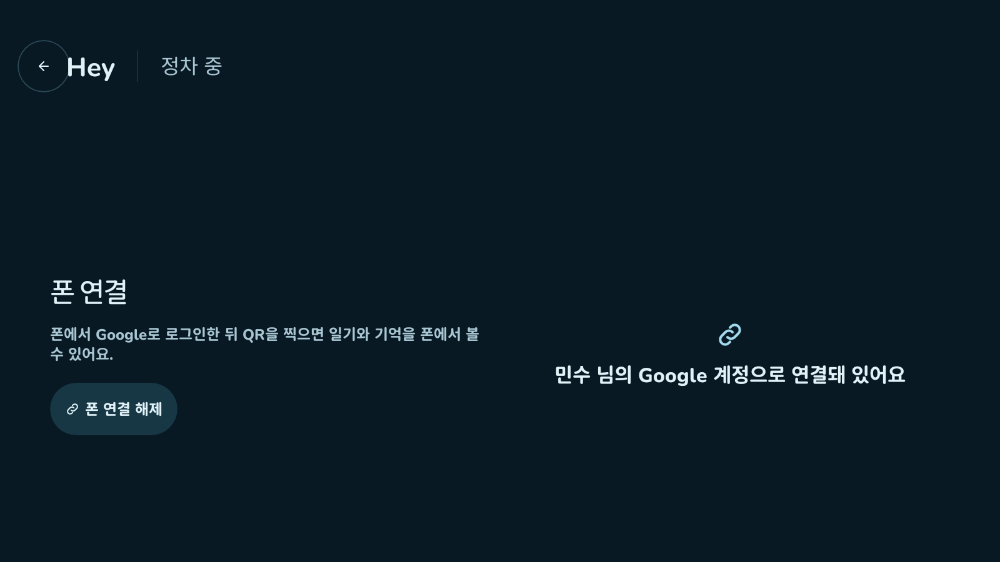 Hey
정차 중
폰 연결
폰에서 Google로 로그인한 뒤 QR을 찍으면 일기와 기억을 폰에서 볼
수 있어요.
폰 연결 해제
민수 님의 Google 계정으로 연결돼 있어요